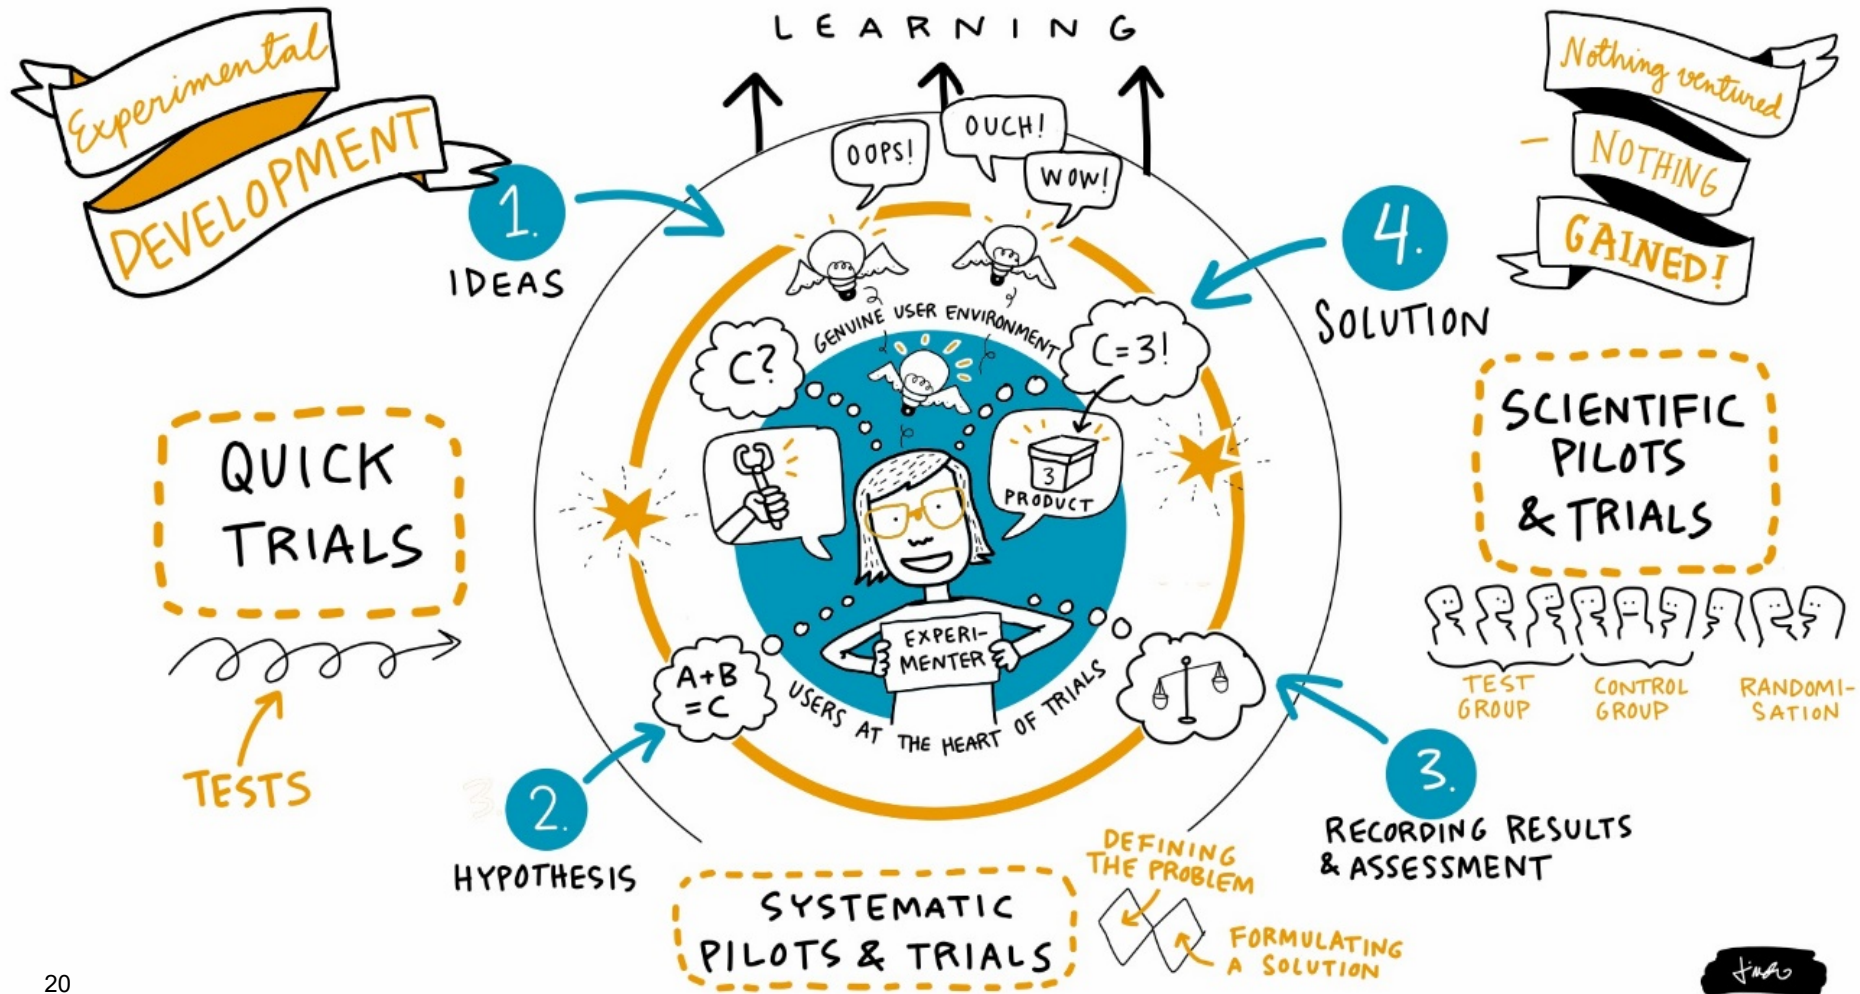 Experimental
DEVELOPMENT
LEARNING
Nothing ventured
- NOTHING
GAINED!
OOPS!
OUCH!
WOW!
1.
IDEAS
4.
SOLUTION
GENUINE USER ENVIRONMENT
C?
C=3!
3
PRODUCT
QUICK
TRIALS
TESTS
SCIENTIFIC
PILOTS
& TRIALS
TEST
GROUP
CONTROL
GROUP
RANDOMI-
SATION
EXPERI-
MENTER
A+B
=C
USERS AT THE HEART OF TRIALS
2.
HYPOTHESIS
3.
RECORDING RESULTS
& ASSESSMENT
SYSTEMATIC
PILOTS & TRIALS
DEFINING
THE PROBLEM
FORMULATING
A SOLUTION
20